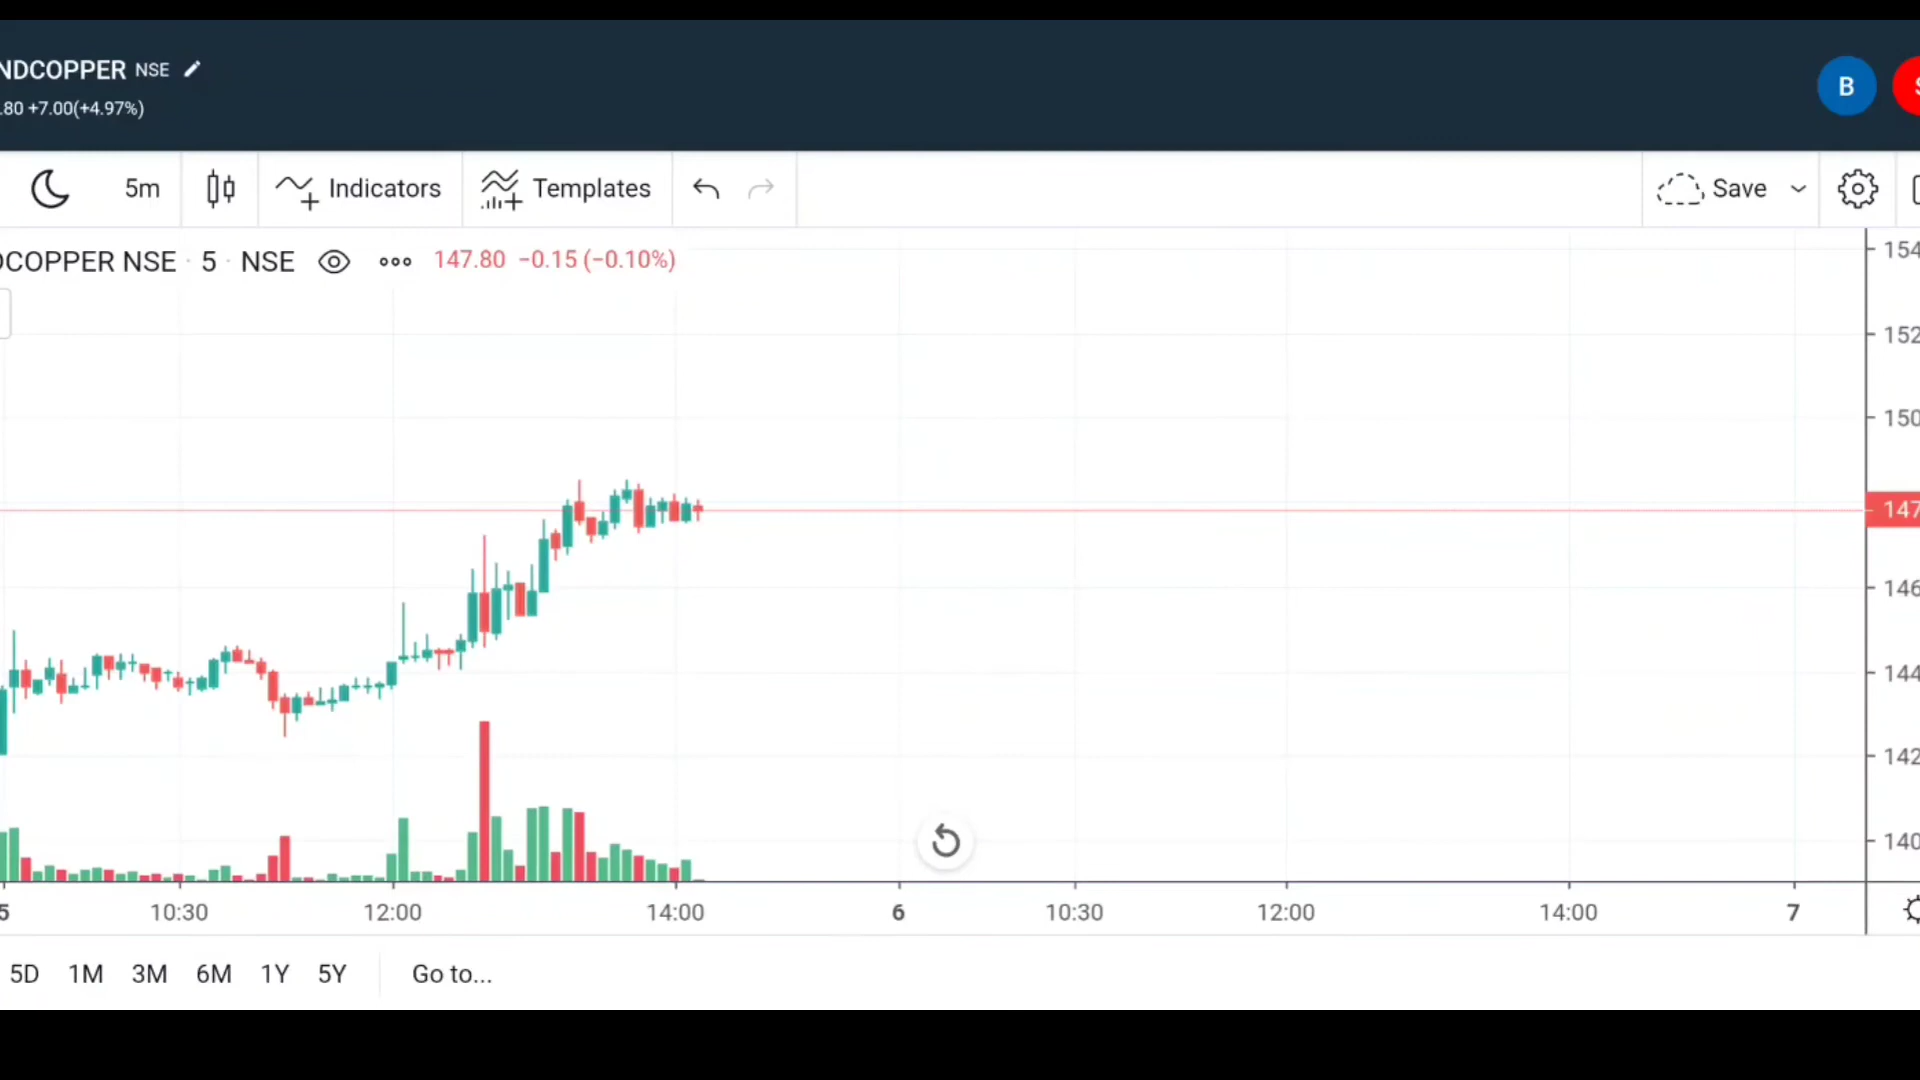 NDCOPPER NSE
.80 +7.00(+4.97%)
B
5m Indicators Templates Save
DCOPPER NSE · 5 · NSE 147.80 −0.15 (−0.10%)
154
152
150
147
146
144
142
140
5 10:30 12:00 14:00 6 10:30 12:00 14:00 7
5D 1M 3M 6M 1Y 5Y Go to...